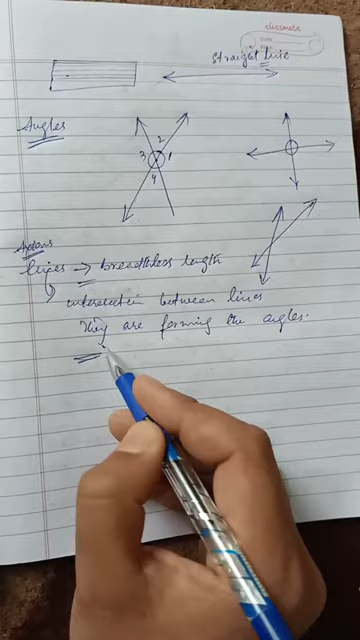 classmate
Date
Straight line
Angles
2
3
1
4
lines → breadthless length
intersection between lines
They are forming the angles.